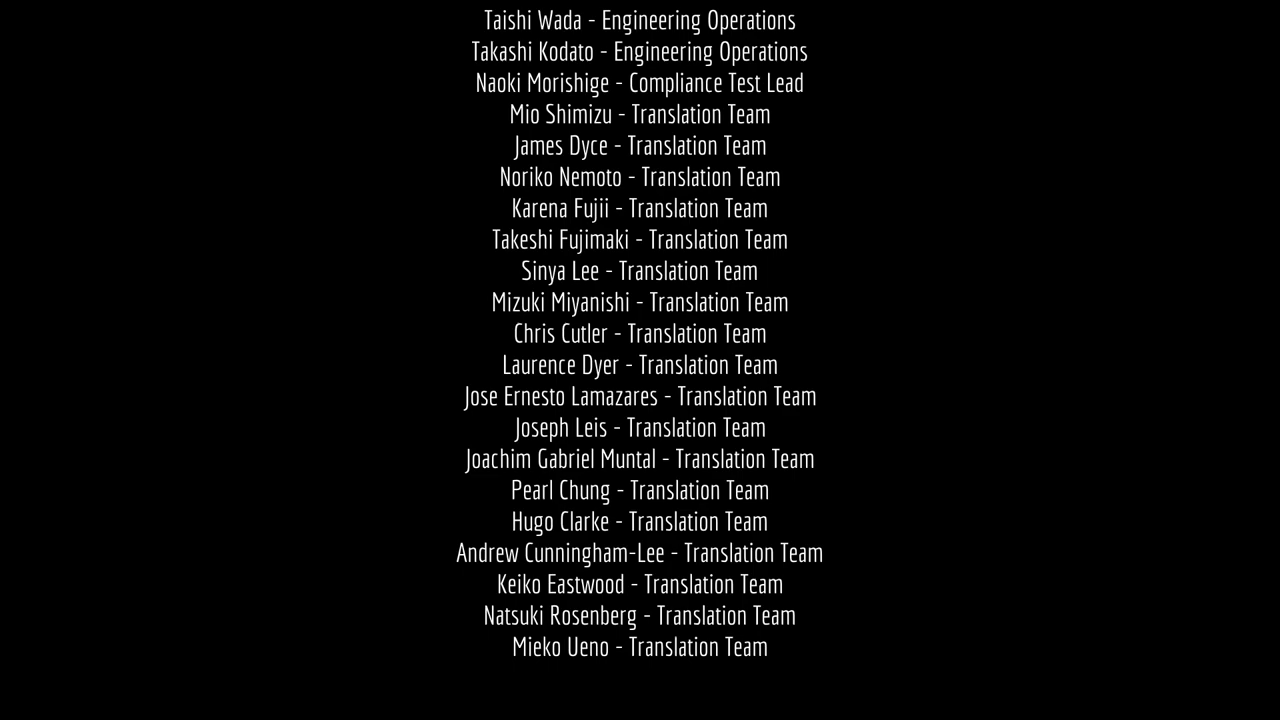 Taishi Wada - Engineering Operations
Takashi Kodato - Engineering Operations
Naoki Morishige - Compliance Test Lead
Mio Shimizu - Translation Team
James Dyce - Translation Team
Noriko Nemoto - Translation Team
Karena Fujii - Translation Team
Takeshi Fujimaki - Translation Team
Sinya Lee - Translation Team
Mizuki Miyanishi - Translation Team
Chris Cutler - Translation Team
Laurence Dyer - Translation Team
Jose Ernesto Lamazares - Translation Team
Joseph Leis - Translation Team
Joachim Gabriel Muntal - Translation Team
Pearl Chung - Translation Team
Hugo Clarke - Translation Team
Andrew Cunningham-Lee - Translation Team
Keiko Eastwood - Translation Team
Natsuki Rosenberg - Translation Team
Mieko Ueno - Translation Team